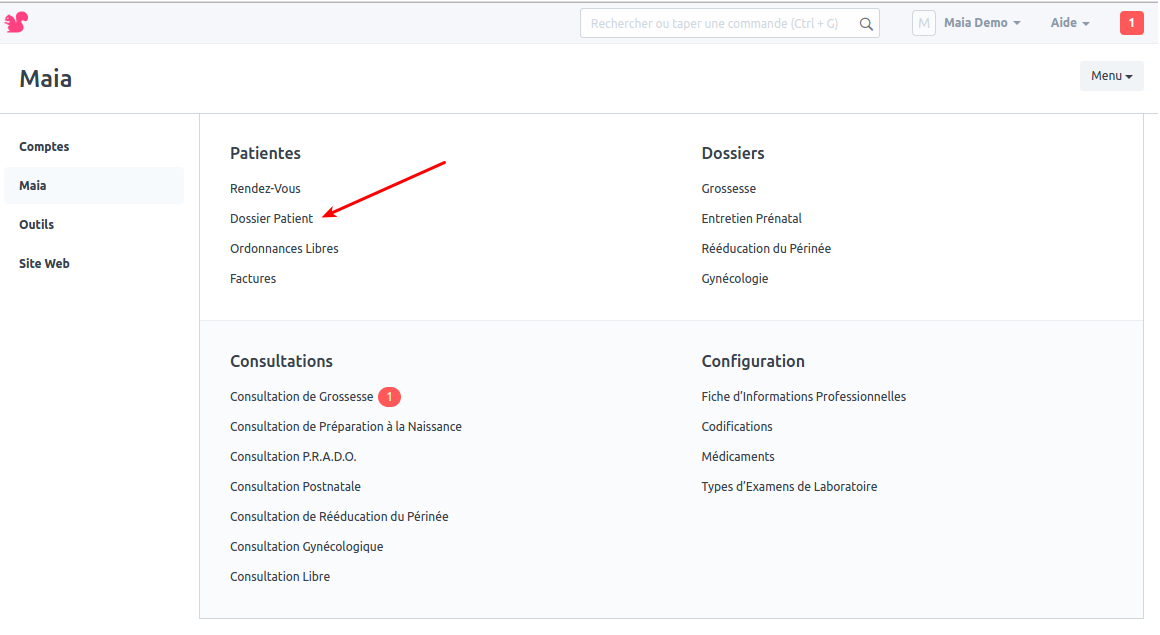 Rechercher ou taper une commande (Ctrl + G)
M Maia Demo
Aide
1
Maia
Menu
Comptes
Maia
Outils
Site Web
Patientes
Rendez-Vous
Dossier Patient
Ordonnances Libres
Factures
Dossiers
Grossesse
Entretien Prénatal
Rééducation du Périnée
Gynécologie
Consultations
Consultation de Grossesse 1
Consultation de Préparation à la Naissance
Consultation P.R.A.D.O.
Consultation Postnatale
Consultation de Rééducation du Périnée
Consultation Gynécologique
Consultation Libre
Configuration
Fiche d'Informations Professionnelles
Codifications
Médicaments
Types d'Examens de Laboratoire